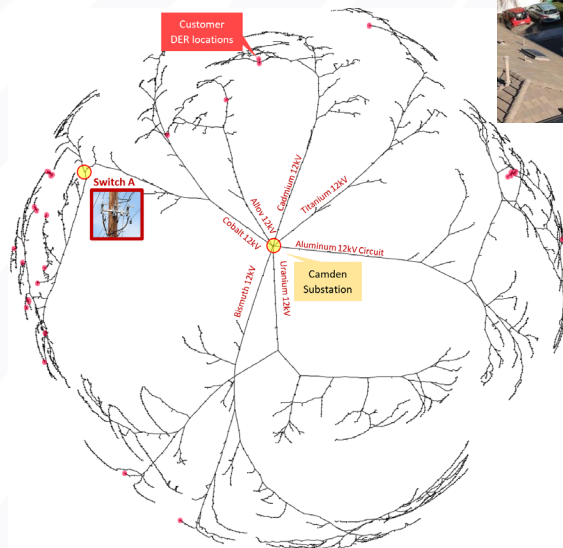 Customer
DER locations
Switch A
Cobalt 12kV
Alloy 12kV
Cadmium 12kV
Titanium 12kV
Aluminum 12kV Circuit
Camden
Substation
Uranium 12kV
Bismuth 12kV